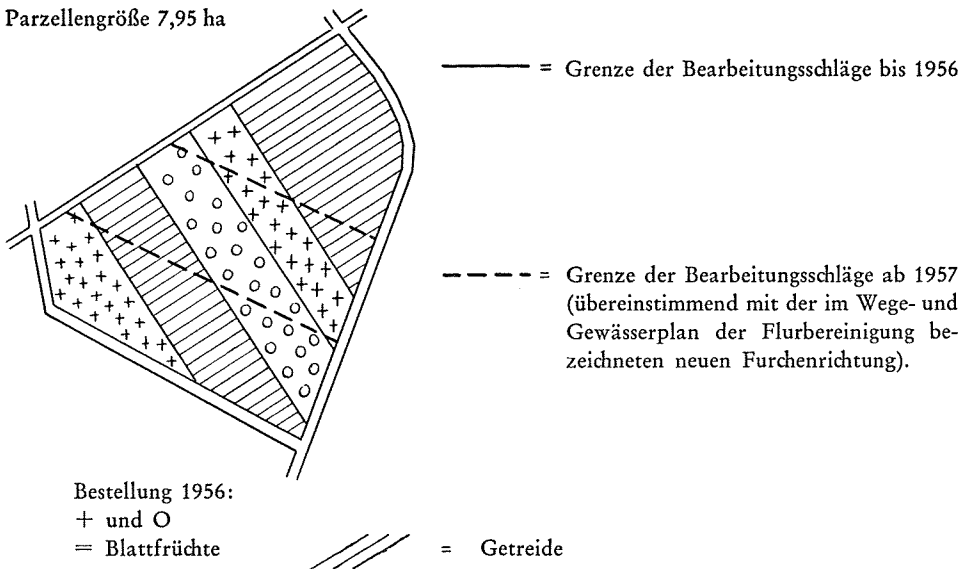 Parzellengröße 7,95 ha
= Grenze der Bearbeitungsschläge bis 1956
= Grenze der Bearbeitungsschläge ab 1957
(übereinstimmend mit der im Wege- und
Gewässerplan der Flurbereinigung be-
zeichneten neuen Furchenrichtung).
Bestellung 1956:
+ und O
= Blattfrüchte
= Getreide